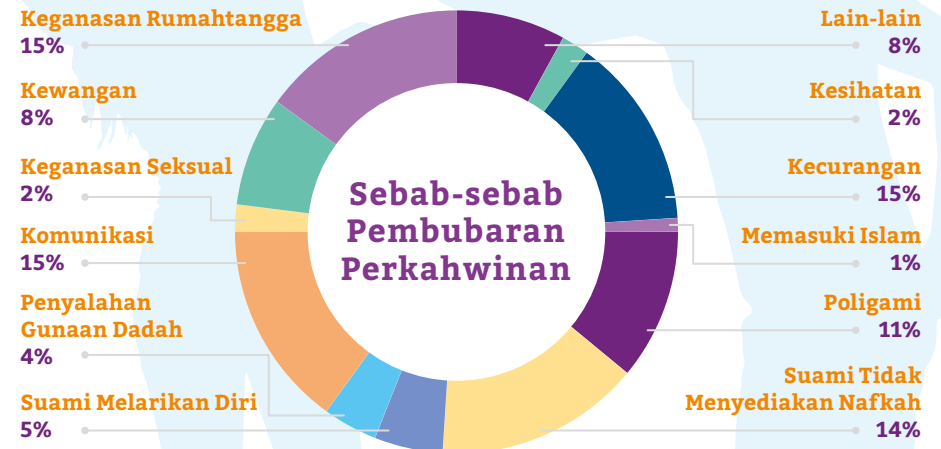 Keganasan Rumahtangga
15%
Kewangan
8%
Keganasan Seksual
2%
Komunikasi
15%
Penyalahan
Gunaan Dadah
4%
Suami Melarikan Diri
5%
Sebab-sebab
Pembubaran
Perkahwinan
Lain-lain
8%
Kesihatan
2%
Kecurangan
15%
Memasuki Islam
1%
Poligami
11%
Suami Tidak
Menyediakan Nafkah
14%